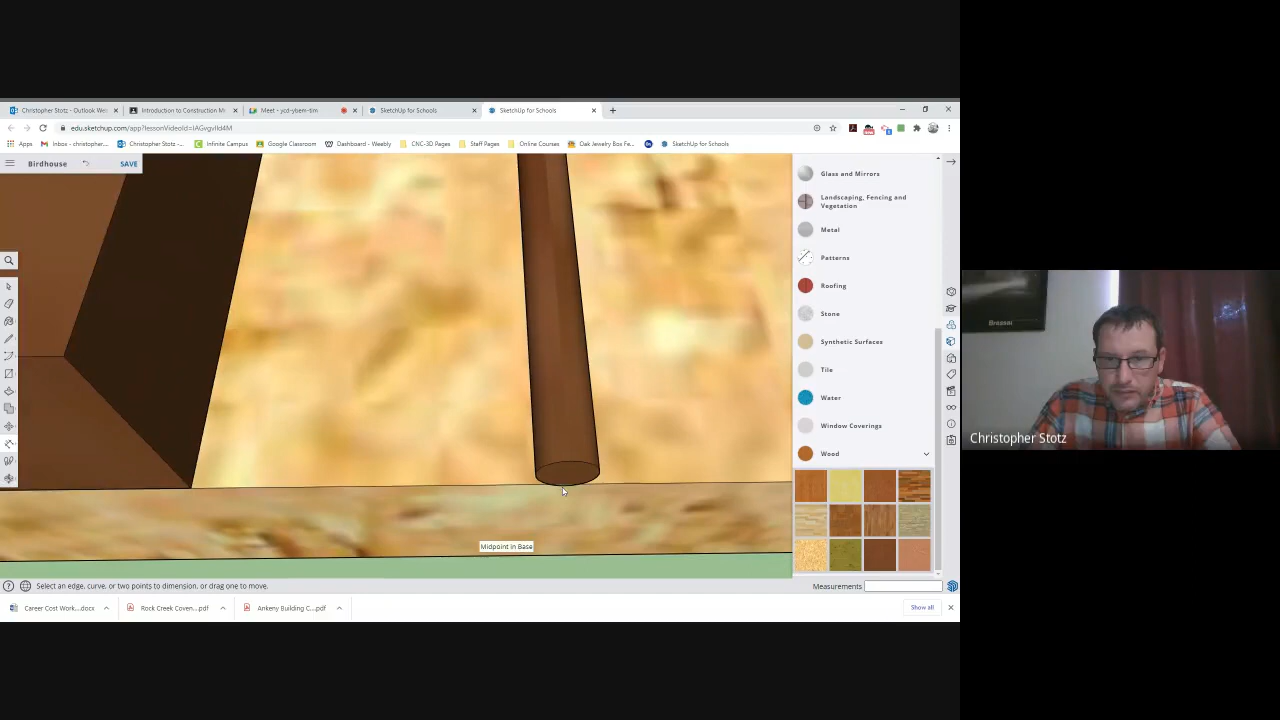 Christopher Stotz - Outlook We
Introduction to Construction M
Meet - ycd-ybem-tim
SketchUp for Schools
SketchUp for Schools
edu.sketchup.com/app?lessonVideoId=
Apps
Inbox - christopher....
Christopher Stotz -...
Infinite Campus
Google Classroom
Dashboard - Weebly
CNC-3D Pages
Staff Pages
Online Courses
Oak Jewelry Box Fe...
SketchUp for Schools
Birdhouse
SAVE
Glass and Mirrors
Landscaping, Fencing and
Vegetation
Metal
Patterns
Roofing
Stone
Synthetic Surfaces
Tile
Water
Window Coverings
Wood
Midpoint in Base
Select an edge, curve, or two points to dimension, or drag one to move.
Measurements
Career Cost Work....docx
Rock Creek Coven....pdf
Ankeny Building C....pdf
Show all
Christopher Stotz